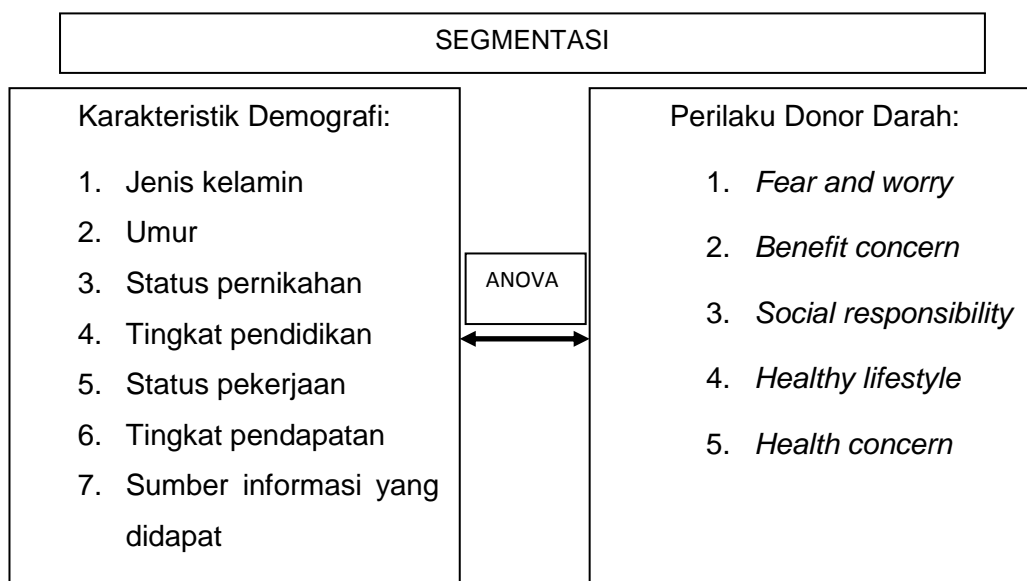 SEGMENTASI
Karakteristik Demografi:
1. Jenis kelamin
2. Umur
3. Status pernikahan
4. Tingkat pendidikan
5. Status pekerjaan
6. Tingkat pendapatan
7. Sumber informasi yang
didapat
ANOVA
Perilaku Donor Darah:
1. Fear and worry
2. Benefit concern
3. Social responsibility
4. Healthy lifestyle
5. Health concern